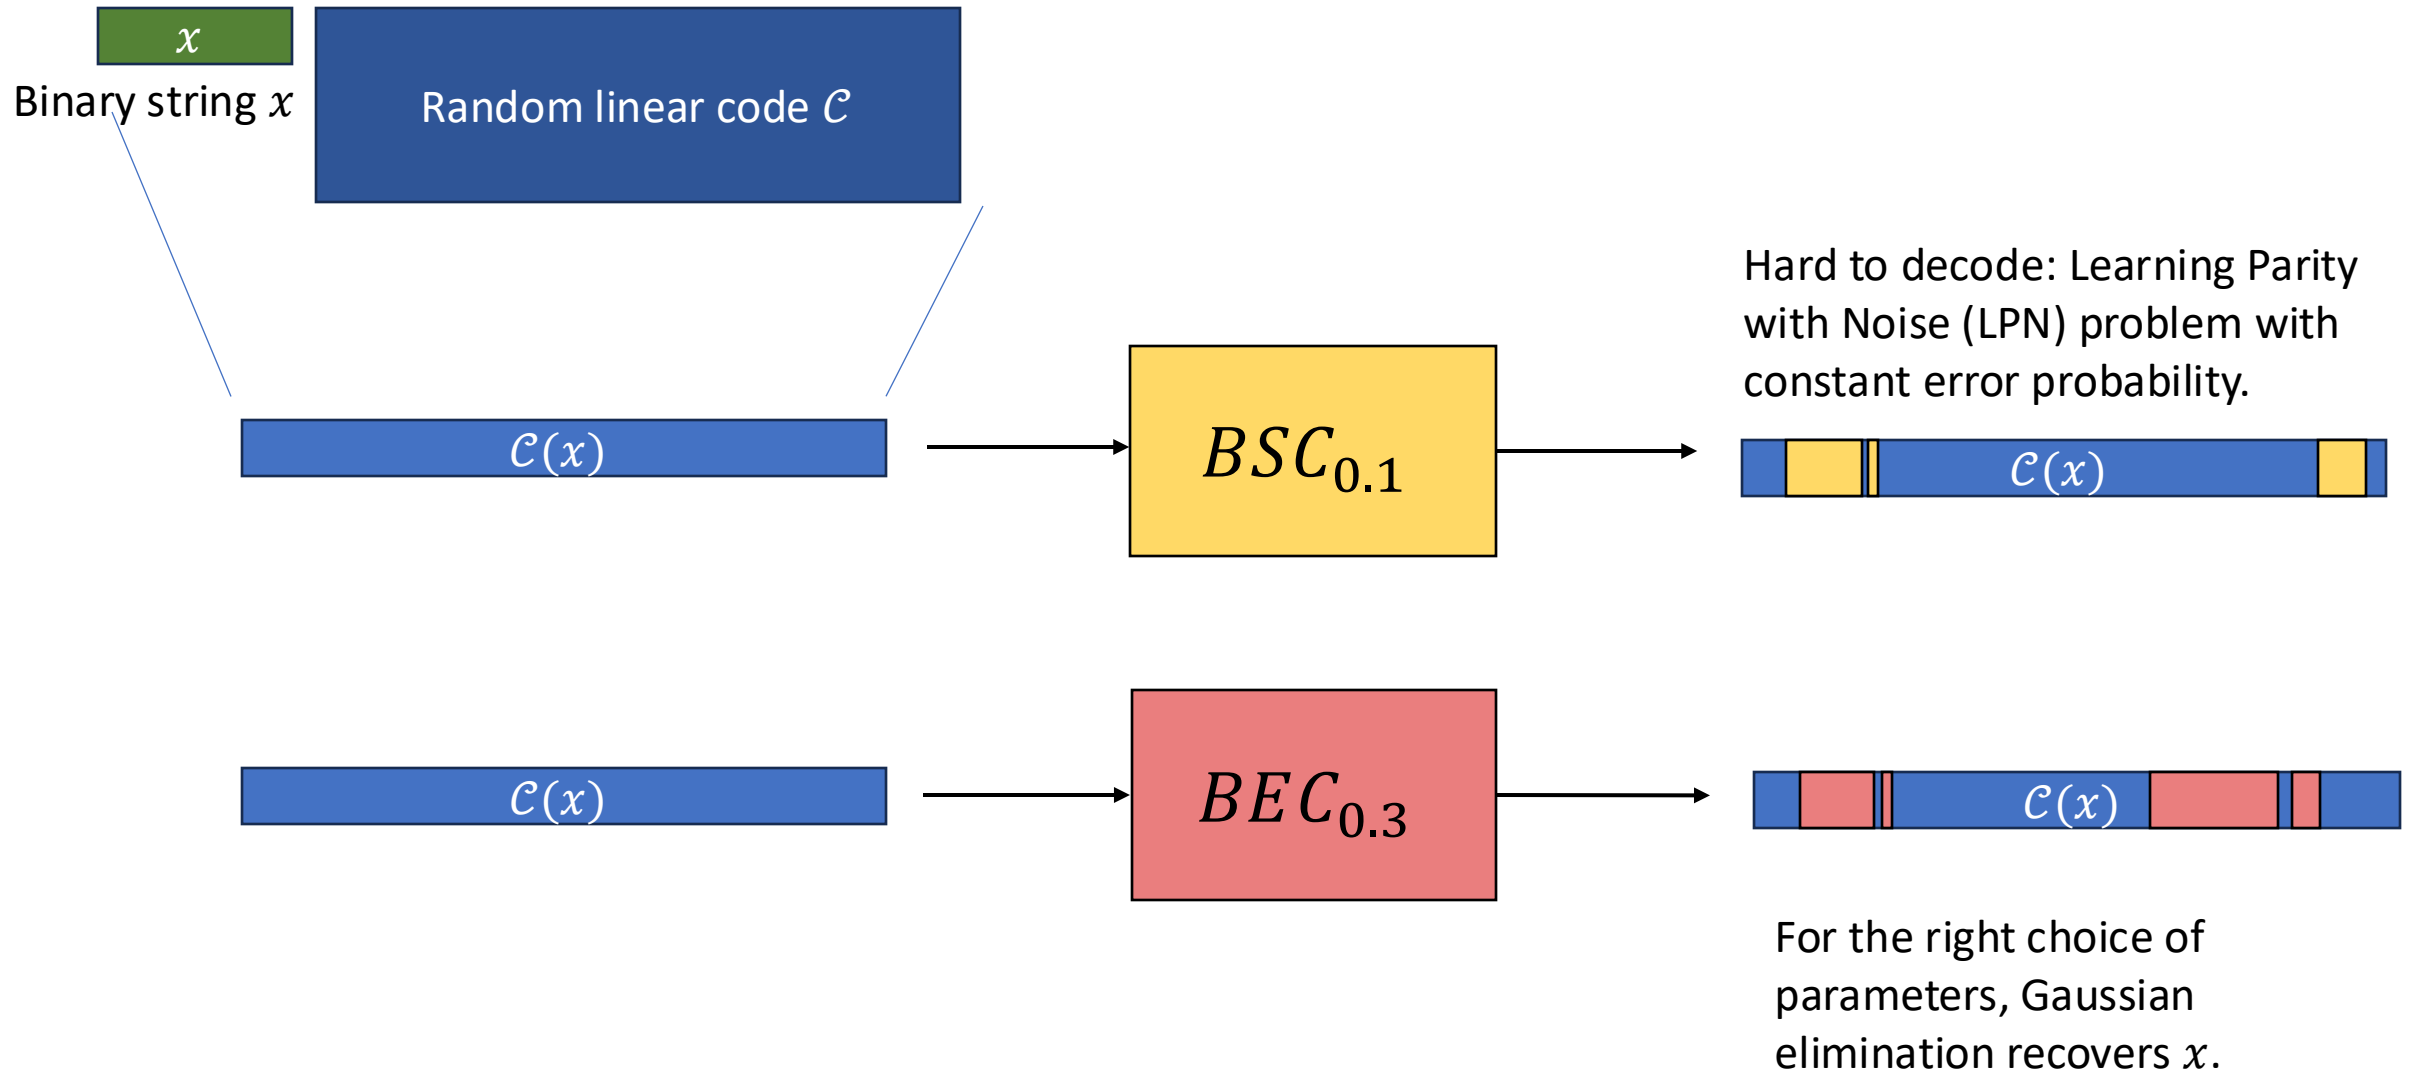 x
Binary string x
Random linear code 𝒞
𝒞(x)
BSC₀.₁
Hard to decode: Learning Parity
with Noise (LPN) problem with
constant error probability.
𝒞(x)
𝒞(x)
BEC₀.₃
𝒞(x)
For the right choice of
parameters, Gaussian
elimination recovers x.